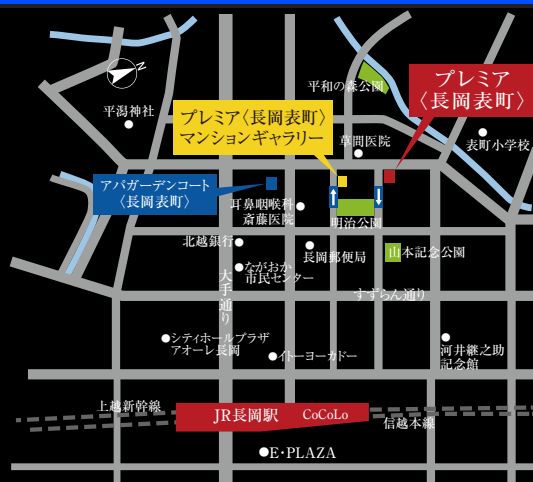 N
平潟神社
平和の森公園
プレミア
〈長岡表町〉
プレミア〈長岡表町〉
マンションギャラリー
草間医院
表町小学校
アパガーデンコート
〈長岡表町〉
耳鼻咽喉科
斎藤医院
明治公園
北越銀行
長岡郵便局
山本記念公園
ながおか
市民センター
大手通り
すずらん通り
シティホールプラザ
アオーレ長岡
イトーヨーカドー
河井継之助
記念館
上越新幹線
JR長岡駅 CoCoLo
信越本線
E・PLAZA